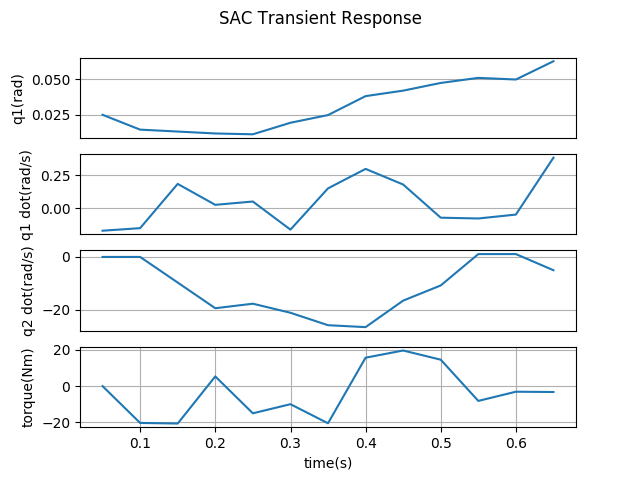 SAC Transient Response
q1(rad)
0.050
0.025
q1 dot(rad/s)
0.25
0.00
q2 dot(rad/s)
0
−20
torque(Nm)
20
0
−20
0.1 0.2 0.3 0.4 0.5 0.6
time(s)